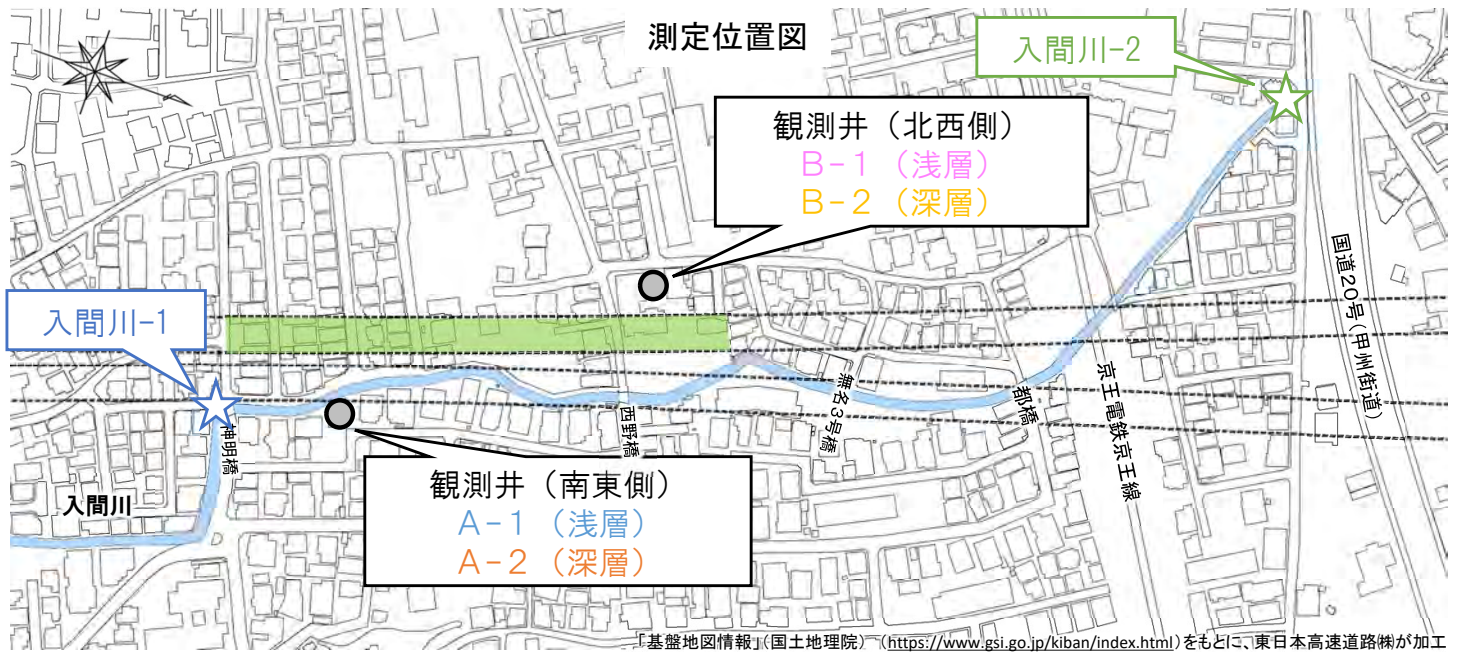 測定位置図
入間川-2
観測井（北西側）
B-1（浅層）
B-2（深層）
入間川-1
国道20号（甲州街道）
京王電鉄京王線
都橋
無名3号橋
西野橋
神明橋
入間川
観測井（南東側）
A-1（浅層）
A-2（深層）
「基盤地図情報」（国土地理院）（https://www.gsi.go.jp/kiban/index.html）をもとに、東日本高速道路㈱が加工